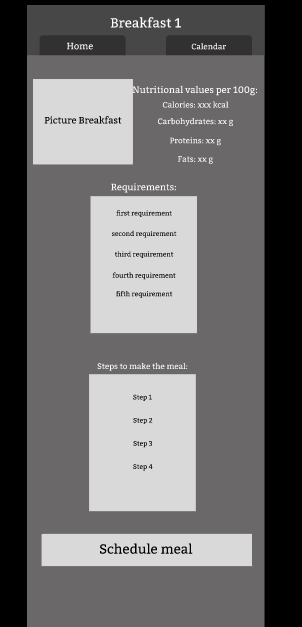 Breakfast 1
Home
Calendar
Picture Breakfast
Nutritional values per 100g:
Calories: xxx kcal
Carbohydrates: xx g
Proteins: xx g
Fats: xx g
Requirements:
first requirement
second requirement
third requirement
fourth requirement
fifth requirement
Steps to make the meal:
Step 1
Step 2
Step 3
Step 4
Schedule meal